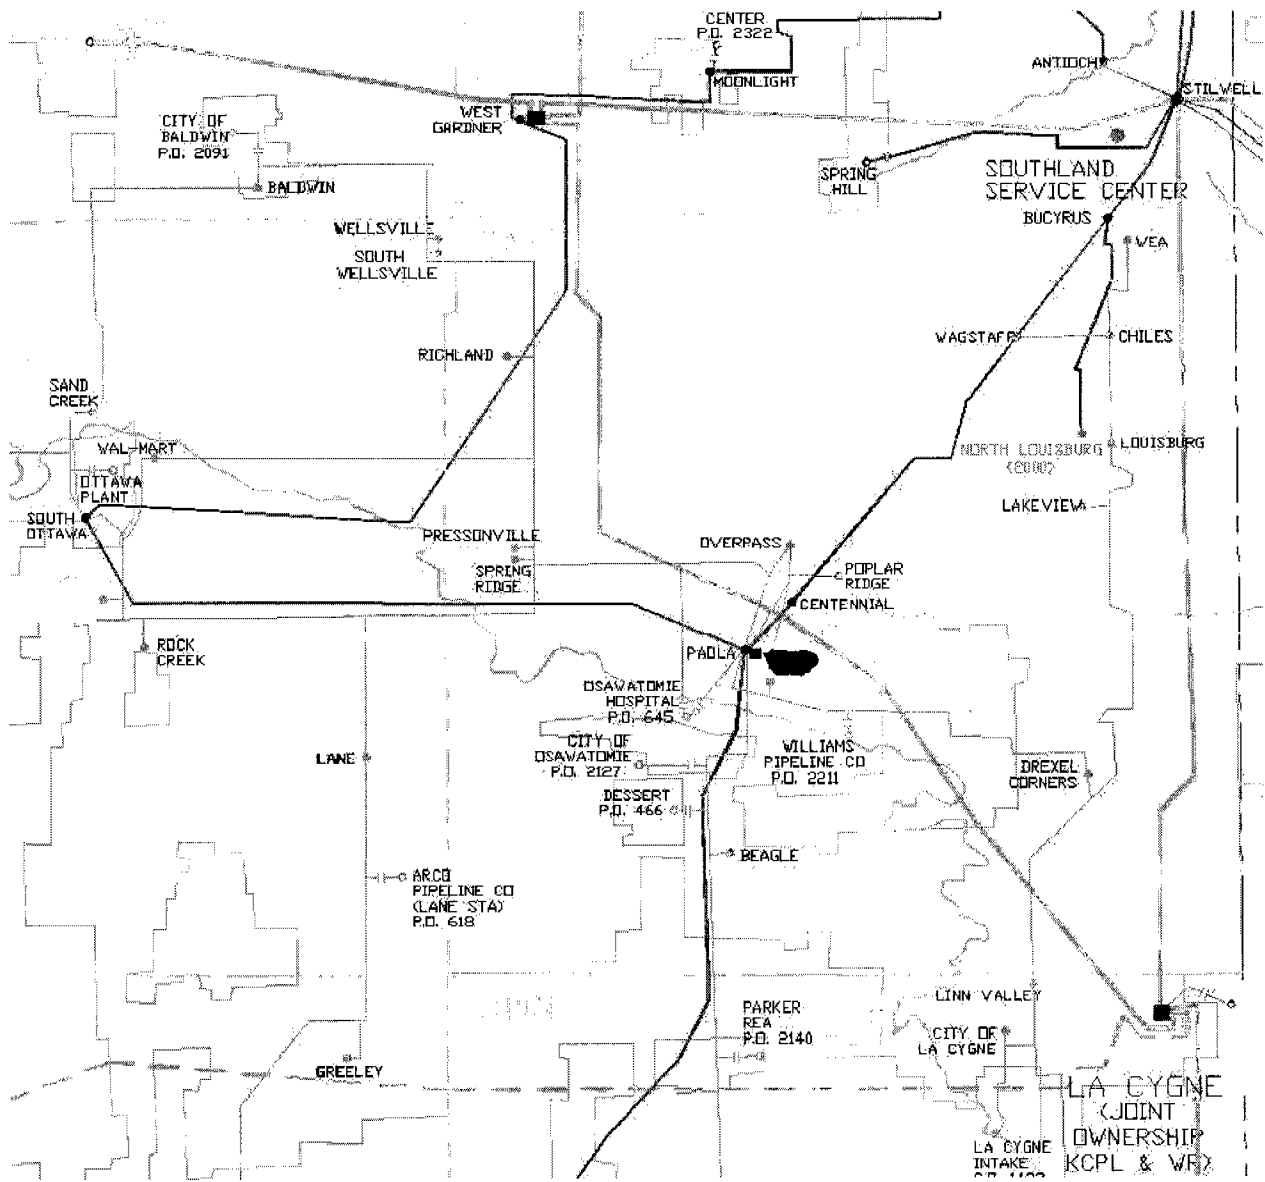 CENTER
P.O. 2322
MOONLIGHT
ANTIOCH
STILWELL
WEST
GARDNER
CITY OF
BALDWIN
P.O. 2091
BALDWIN
SPRING
HILL
SOUTHLAND
SERVICE CENTER
BUCYRUS
WEA
WELLSVILLE
SOUTH
WELLSVILLE
WAGSTAFF
CHILES
RICHLAND
SAND
CREEK
WAL-MART
OTTAWA
PLANT
NORTH LOUISBURG
(2000)
LOUISBURG
LAKEVIEW
SOUTH
OTTAWA
PRESSONVILLE
SPRING
RIDGE
OVERPASS
POPLAR
RIDGE
CENTENNIAL
PAOLA
ROCK
CREEK
OSAWATOMIE
HOSPITAL
P.O. 645
CITY OF
OSAWATOMIE
P.O. 2127
WILLIAMS
PIPELINE CO
P.O. 2211
LANE
DREXEL
CORNERS
DESSERT
P.O. 466
BEAGLE
ARCO
PIPELINE CO
(LANE STA)
P.O. 618
LINN VALLEY
PARKER
REA
P.O. 2140
CITY OF
LA CYGNE
GREELEY
LA CYGNE
(JOINT
OWNERSHIP
KCPL & WR)
LA CYGNE
INTAKE